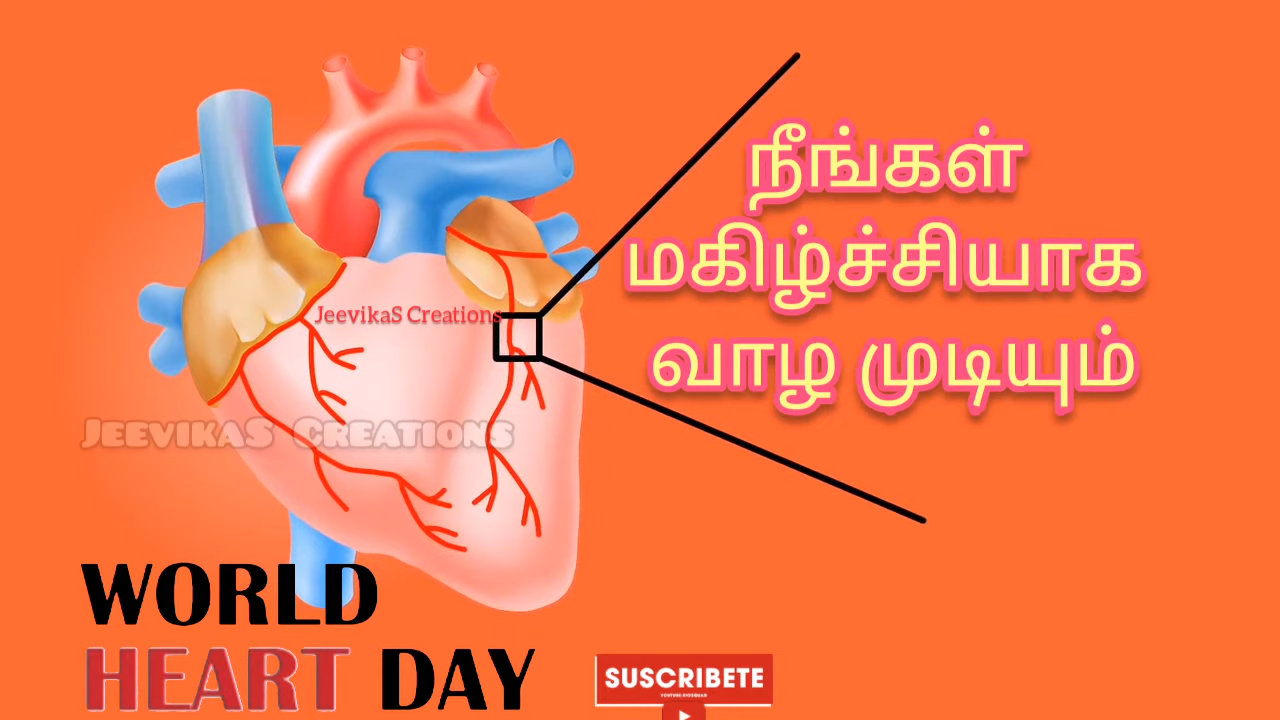 நீங்கள்
மகிழ்ச்சியாக
வாழ முடியும்
JeevikaS Creations
JeevikaS Creations
WORLD
HEART DAY
SUSCRIBETE